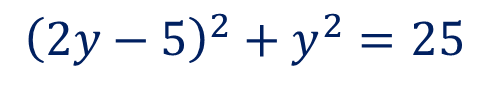 (2y − 5)² + y² = 25